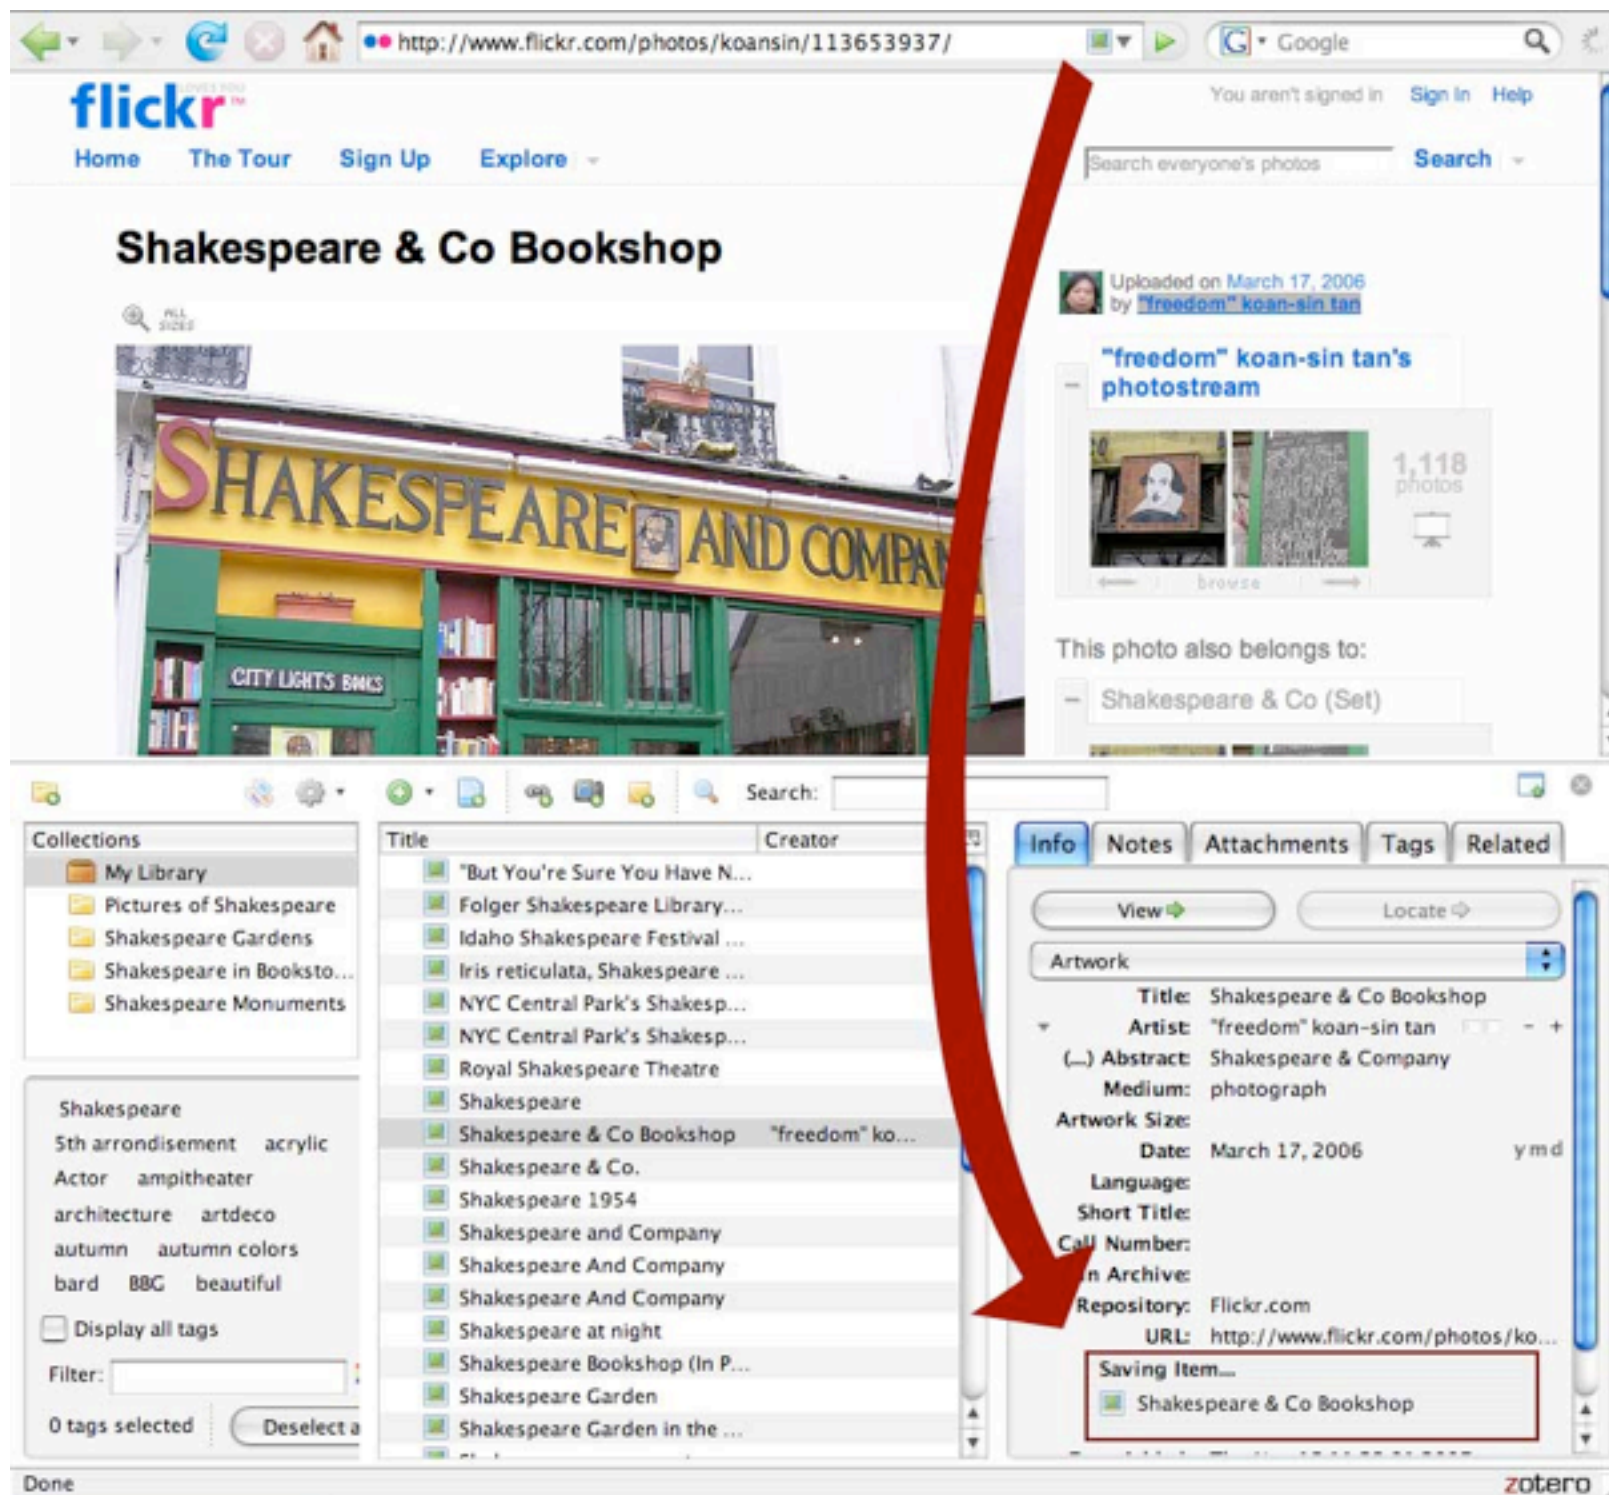 http://www.flickr.com/photos/koansin/113653937/
Google
flickr LOVES YOU ™
You aren't signed in Sign In Help
Home The Tour Sign Up Explore
Search everyone's photos Search
Shakespeare & Co Bookshop
Uploaded on March 17, 2006
by "freedom" koan-sin tan
ALL
SIZES
"freedom" koan-sin tan's
photostream
1,118
photos
browse
SHAKESPEARE AND COMPAN
CITY LIGHTS BOOKS
This photo also belongs to:
Shakespeare & Co (Set)
Search:
Collections
My Library
Pictures of Shakespeare
Shakespeare Gardens
Shakespeare in Booksto...
Shakespeare Monuments
Shakespeare
5th arrondisement acrylic
Actor ampitheater
architecture artdeco
autumn autumn colors
bard BBG beautiful
Display all tags
Filter:
0 tags selected Deselect a
Title Creator
"But You're Sure You Have N...
Folger Shakespeare Library...
Idaho Shakespeare Festival ...
Iris reticulata, Shakespeare ...
NYC Central Park's Shakesp...
NYC Central Park's Shakesp...
Royal Shakespeare Theatre
Shakespeare
Shakespeare & Co Bookshop "freedom" ko...
Shakespeare & Co.
Shakespeare 1954
Shakespeare and Company
Shakespeare And Company
Shakespeare And Company
Shakespeare at night
Shakespeare Bookshop (In P...
Shakespeare Garden
Shakespeare Garden in the ...
Info Notes Attachments Tags Related
View Locate
Artwork
Title: Shakespeare & Co Bookshop
Artist: "freedom" koan-sin tan - +
(...) Abstract: Shakespeare & Company
Medium: photograph
Artwork Size:
Date: March 17, 2006 y m d
Language:
Short Title:
Call Number:
In Archive:
Repository: Flickr.com
URL: http://www.flickr.com/photos/ko...
Saving Item...
Shakespeare & Co Bookshop
Done
zotero